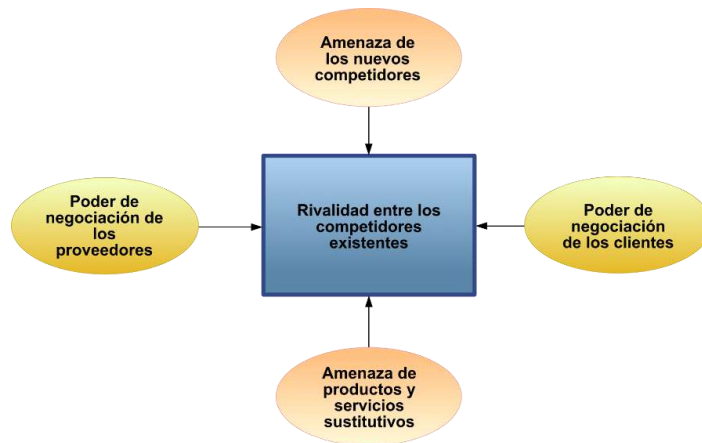 Amenaza de
los nuevos
competidores
Poder de
negociación de
los
proveedores
Rivalidad entre los
competidores
existentes
Poder de
negociación
de los clientes
Amenaza de
productos y
servicios
sustitutivos